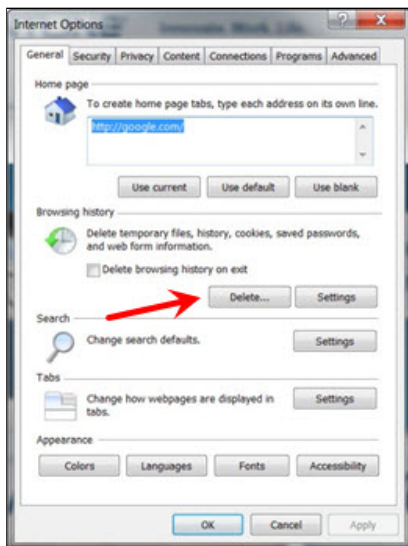 Internet Options
General Security Privacy Content Connections Programs Advanced
Home page
To create home page tabs, type each address on its own line.
http://google.com/
Use current Use default Use blank
Browsing history
Delete temporary files, history, cookies, saved passwords,
and web form information.
Delete browsing history on exit
Delete... Settings
Search
Change search defaults. Settings
Tabs
Change how webpages are displayed in Settings
tabs.
Appearance
Colors Languages Fonts Accessibility
OK Cancel Apply